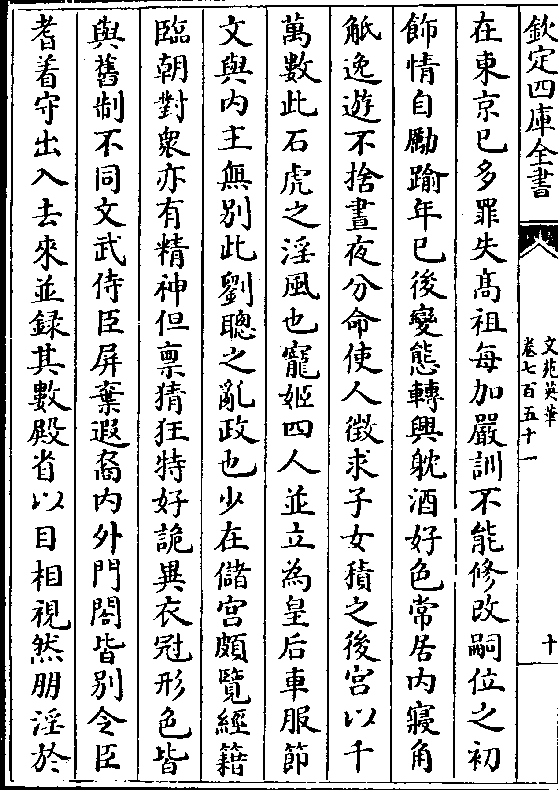 欽定四庫全書
文苑英華
卷七百五十一
十
在東京已多罪失髙祖每加嚴訓不能修改嗣位之初
飾情自勵踰年已後變態轉興躭酒好色常居内寢角
觝逸遊不捨晝夜分命使人徴求子女積之後宫以千
萬數此石虎之淫風也寵姬四人並立為皇后車服節
文與内主無别此劉聰之亂政也少在儲宫頗覽經籍
臨朝對衆亦有精神但禀猜狂特好詭異衣冠形色皆
與舊制不同文武侍臣屏棄遐裔内外門閤皆别令臣
耆着守出入去來並録其數殿省以目相視然朋淫於